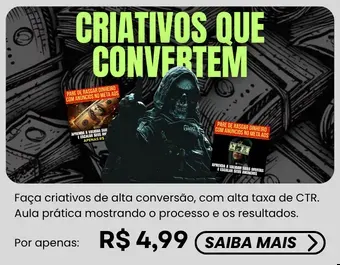 CRIATIVOS QUE
CONVERTEM
PARE DE RASGAR DINHEIRO
COM ANÚNCIOS NO META ADS
PARE DE RASGAR DINHEIRO
COM ANÚNCIOS NO META ADS
Faça criativos de alta conversão, com alta taxa de CTR.
Aula prática mostrando o processo e os resultados.
Por apenas: R$ 4,99 SAIBA MAIS